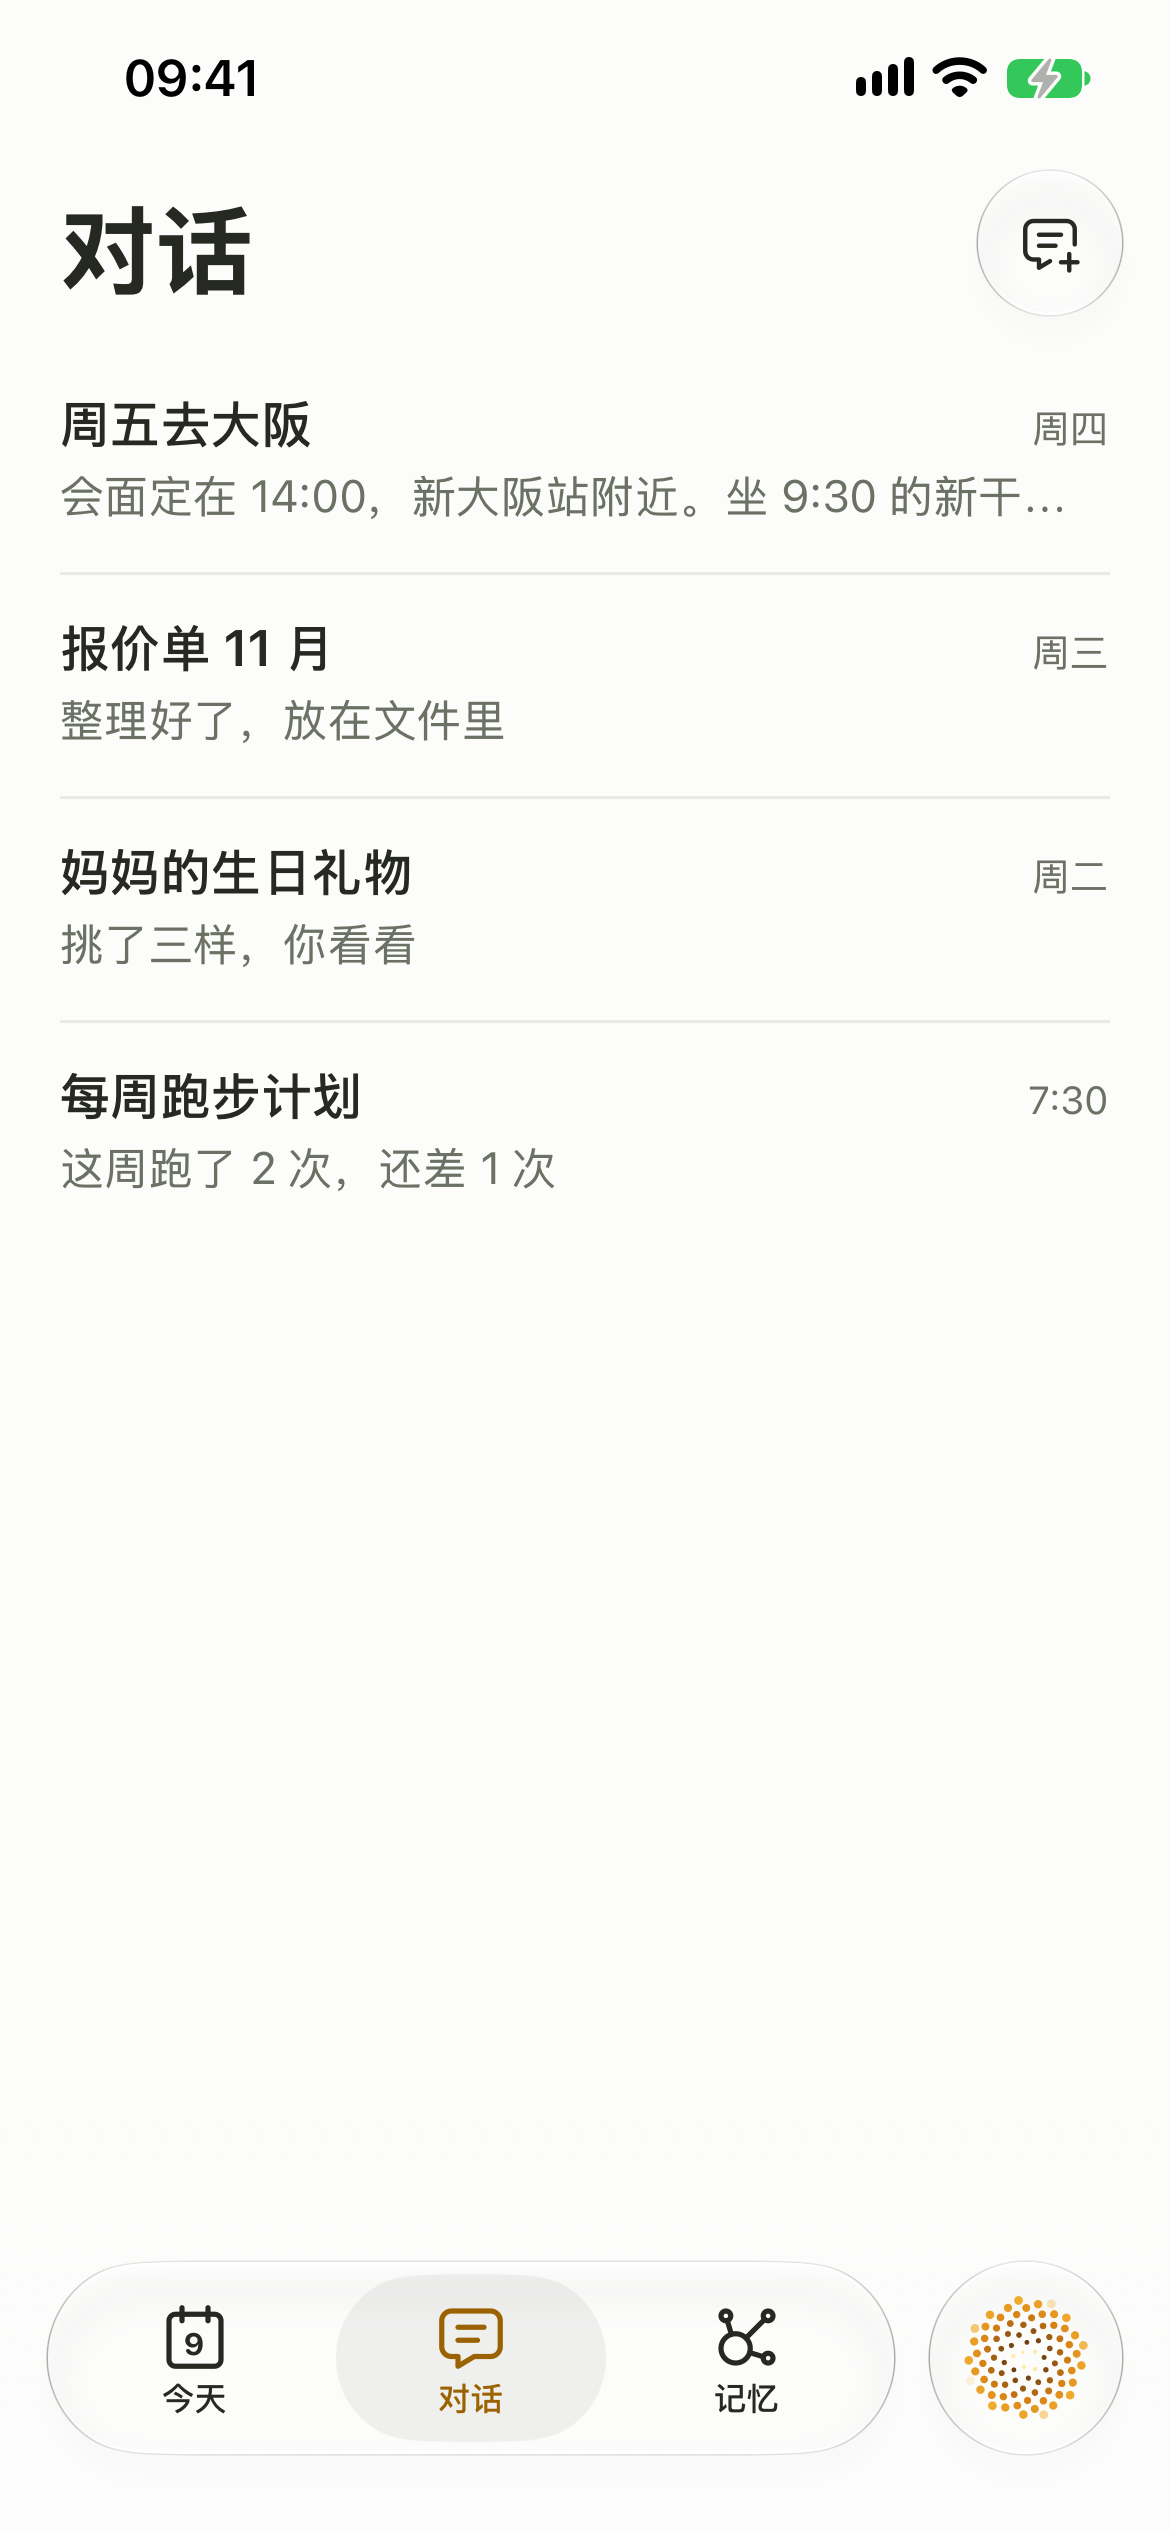 09:41
对话
周五去大阪
周四
会面定在 14:00，新大阪站附近。坐 9:30 的新干...
报价单 11 月
周三
整理好了，放在文件里
妈妈的生日礼物
周二
挑了三样，你看看
每周跑步计划
7:30
这周跑了 2 次，还差 1 次
9
今天
对话
记忆